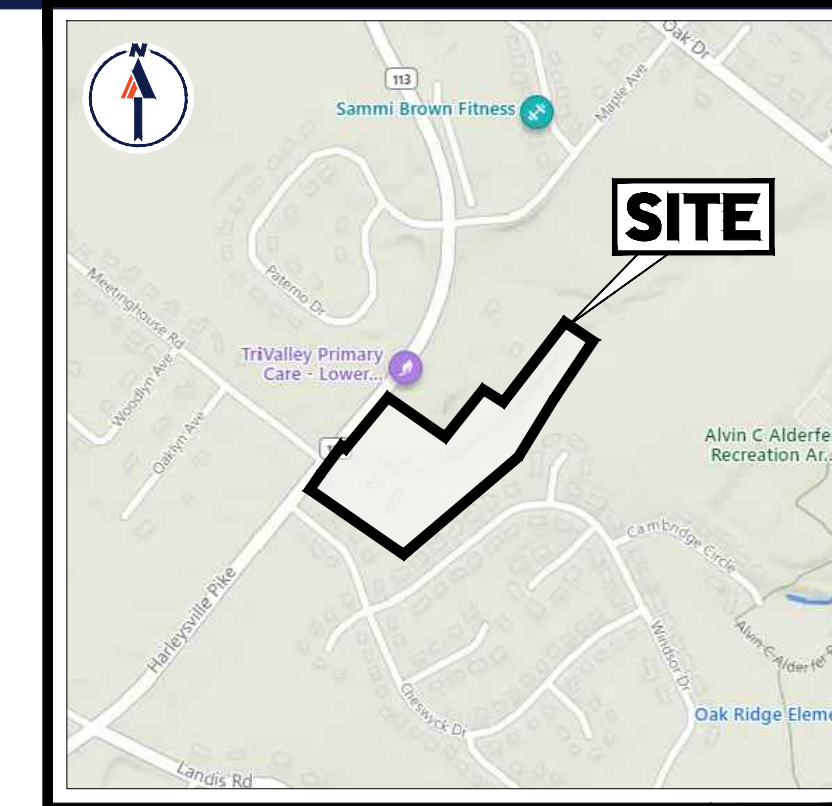 N
Oak Dr
113
Sammi Brown Fitness
Maple Ave
SITE
Paterno Dr
Meetinghouse Rd
TriValley Primary
Care - Lower...
Woodlyn Ave
Oaklyn Ave
Alvin C Alderfe
Recreation Ar..
Cambridge Circle
Harleysville Pike
Windsor Dr
Alvin C Alderfer
Cheswyck Dr
Oak Ridge Eleme
Landis Rd